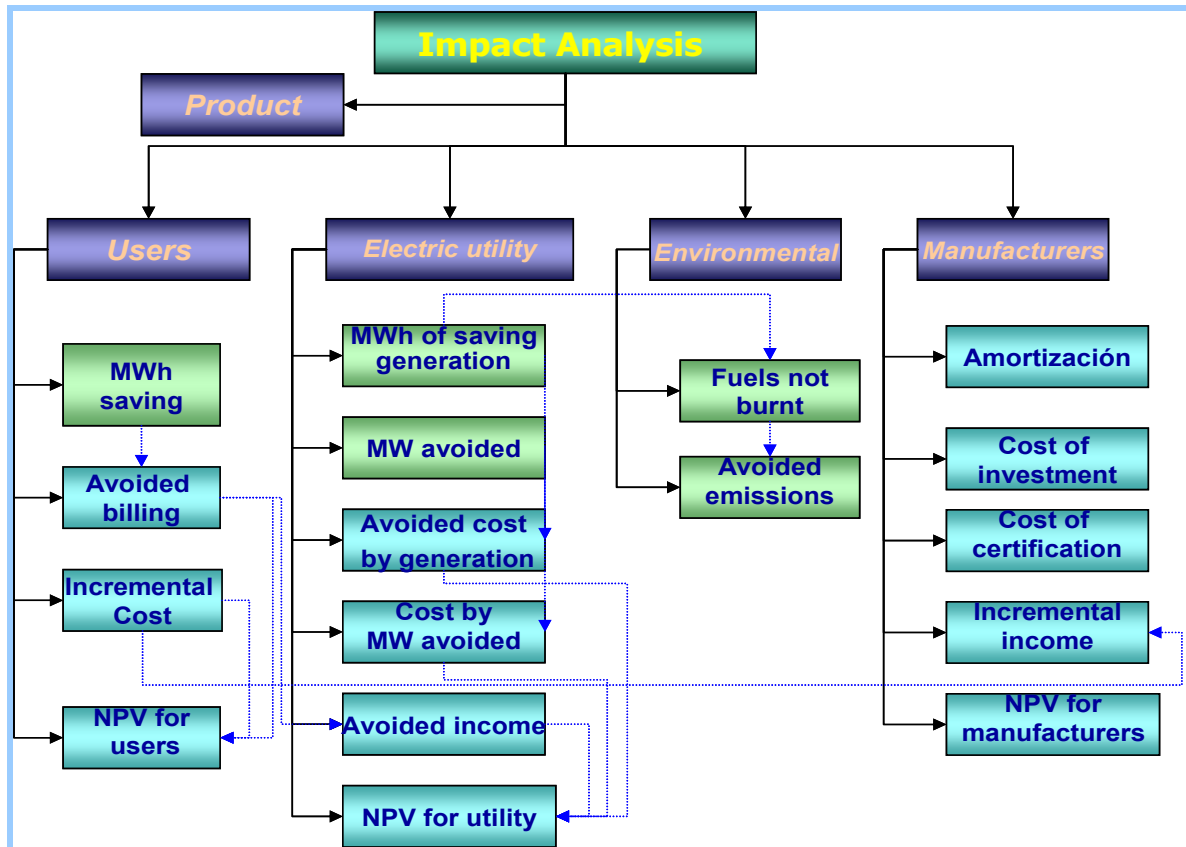 Impact Analysis
Product
Users
Electric utility
Environmental
Manufacturers
MWh
saving
Avoided
billing
Incremental
Cost
NPV for
users
MWh of saving
generation
MW avoided
Avoided cost
by generation
Cost by
MW avoided
Avoided income
NPV for utility
Fuels not
burnt
Avoided
emissions
Amortización
Cost of
investment
Cost of
certification
Incremental
income
NPV for
manufacturers